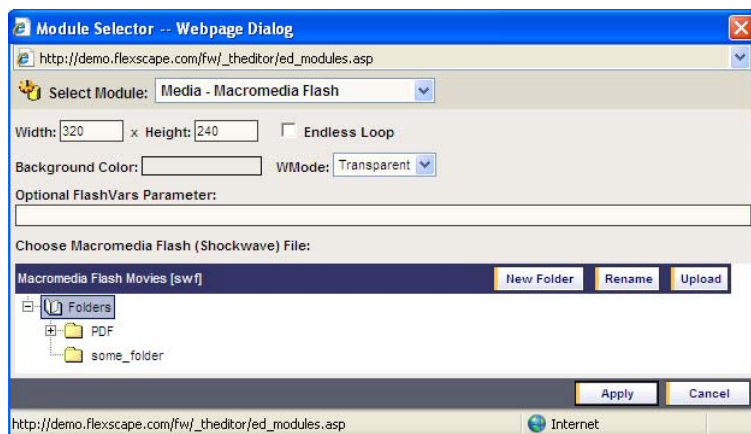 Module Selector -- Webpage Dialog
http://demo.flexscape.com/fw/_theditor/ed_modules.asp
Select Module: Media - Macromedia Flash
Width: 320 x Height: 240 Endless Loop
Background Color: WMode: Transparent
Optional FlashVars Parameter:
Choose Macromedia Flash (Shockwave) File:
Macromedia Flash Movies [swf] New Folder Rename Upload
Folders
PDF
some_folder
Apply Cancel
http://demo.flexscape.com/fw/_theditor/ed_modules.asp Internet